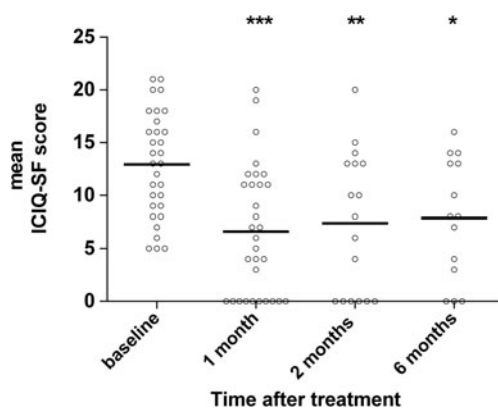 *** ** *
25
20
15
10
5
0
mean
ICIQ-SF score
baseline
1 month
2 months
6 months
Time after treatment